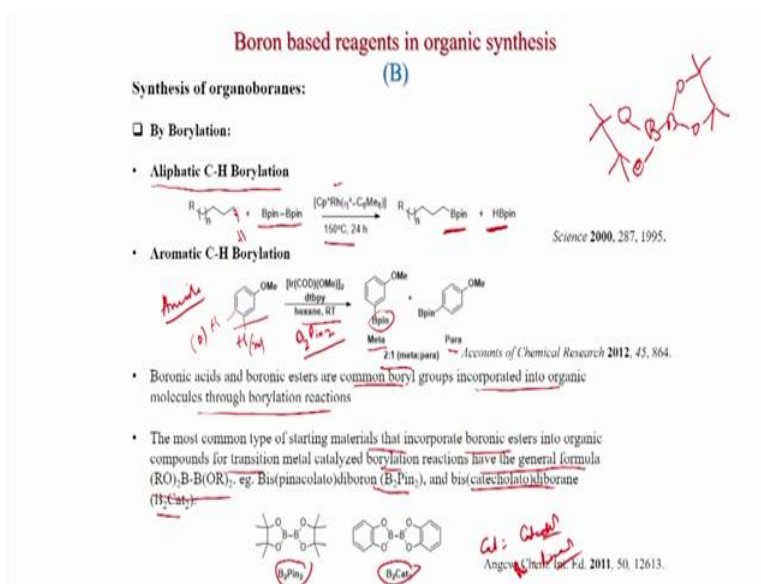 Boron based reagents in organic synthesis
(B)
Synthesis of organoboranes:
❑ By Borylation:
• Aliphatic C-H Borylation
R n H + Bpin-Bpin [Cp*Rh(η⁴-C₆Me₆)] 150°C, 24 h R n Bpin + HBpin
Science 2000, 287, 1995.
• Aromatic C-H Borylation
OMe [Ir(COD)(OMe)]₂ dtbpy hexane, RT OMe Bpin + OMe Bpin
(o) H H(m) B₂Pin₂
Meta Para
2:1 (meta:para)
Accounts of Chemical Research 2012, 45, 864.
• Boronic acids and boronic esters are common boryl groups incorporated into organic
molecules through borylation reactions
• The most common type of starting materials that incorporate boronic esters into organic
compounds for transition metal catalyzed borylation reactions have the general formula
(RO)₂B-B(OR)₂. eg. Bis(pinacolato)diboron (B₂Pin₂), and bis(catecholato)diborane
(B₂Cat₂).
O O B-B O O O O B-B O O
B₂Pin₂ B₂Cat₂
Cat: Catechol
Angew. Chem. Int. Ed. 2011, 50, 12613.